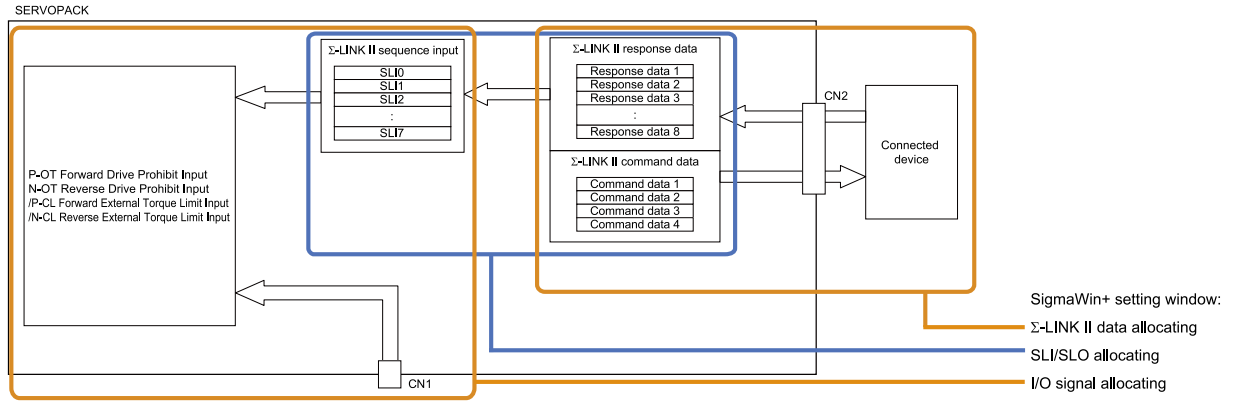 SERVOPACK
Σ-LINK II sequence input
SLI0
SLI1
SLI2
:
SLI7
Σ-LINK II response data
Response data 1
Response data 2
Response data 3
:
Response data 8
Σ-LINK II command data
Command data 1
Command data 2
Command data 3
Command data 4
CN2
Connected
device
P-OT Forward Drive Prohibit Input
N-OT Reverse Drive Prohibit Input
/P-CL Forward External Torque Limit Input
/N-CL Reverse External Torque Limit Input
CN1
SigmaWin+ setting window:
Σ-LINK II data allocating
SLI/SLO allocating
I/O signal allocating